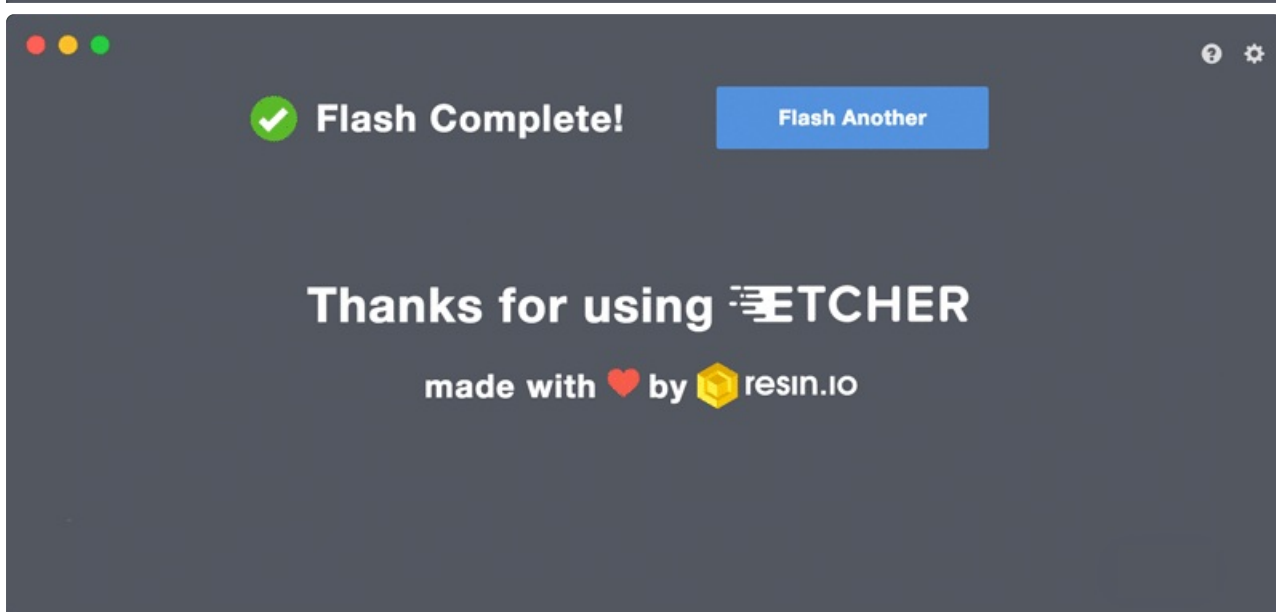 Flash Complete!
Flash Another
Thanks for using ETCHER
made with by resin.io